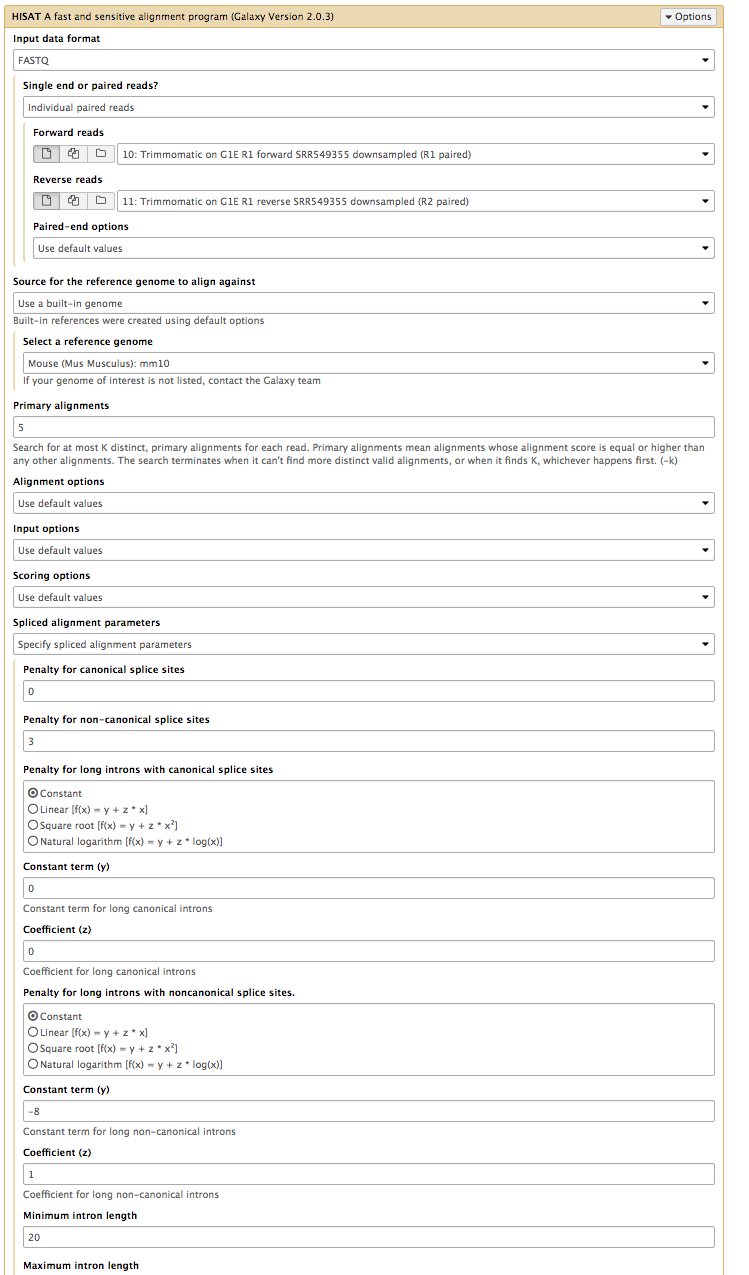 HISAT A fast and sensitive alignment program (Galaxy Version 2.0.3)
Options
Input data format
FASTQ
Single end or paired reads?
Individual paired reads
Forward reads
10: Trimmomatic on G1E R1 forward SRR549355 downsampled (R1 paired)
Reverse reads
11: Trimmomatic on G1E R1 reverse SRR549355 downsampled (R2 paired)
Paired-end options
Use default values
Source for the reference genome to align against
Use a built-in genome
Built-in references were created using default options
Select a reference genome
Mouse (Mus Musculus): mm10
If your genome of interest is not listed, contact the Galaxy team
Primary alignments
5
Search for at most K distinct, primary alignments for each read. Primary alignments mean alignments whose alignment score is equal or higher than
any other alignments. The search terminates when it can't find more distinct valid alignments, or when it finds K, whichever happens first. (-k)
Alignment options
Use default values
Input options
Use default values
Scoring options
Use default values
Spliced alignment parameters
Specify spliced alignment parameters
Penalty for canonical splice sites
0
Penalty for non-canonical splice sites
3
Penalty for long introns with canonical splice sites
Constant
Linear [f(x) = y + z * x]
Square root [f(x) = y + z * x²]
Natural logarithm [f(x) = y + z * log(x)]
Constant term (y)
0
Constant term for long canonical introns
Coefficient (z)
0
Coefficient for long canonical introns
Penalty for long introns with noncanonical splice sites.
Constant
Linear [f(x) = y + z * x]
Square root [f(x) = y + z * x²]
Natural logarithm [f(x) = y + z * log(x)]
Constant term (y)
-8
Constant term for long non-canonical introns
Coefficient (z)
1
Coefficient for long non-canonical introns
Minimum intron length
20
Maximum intron length